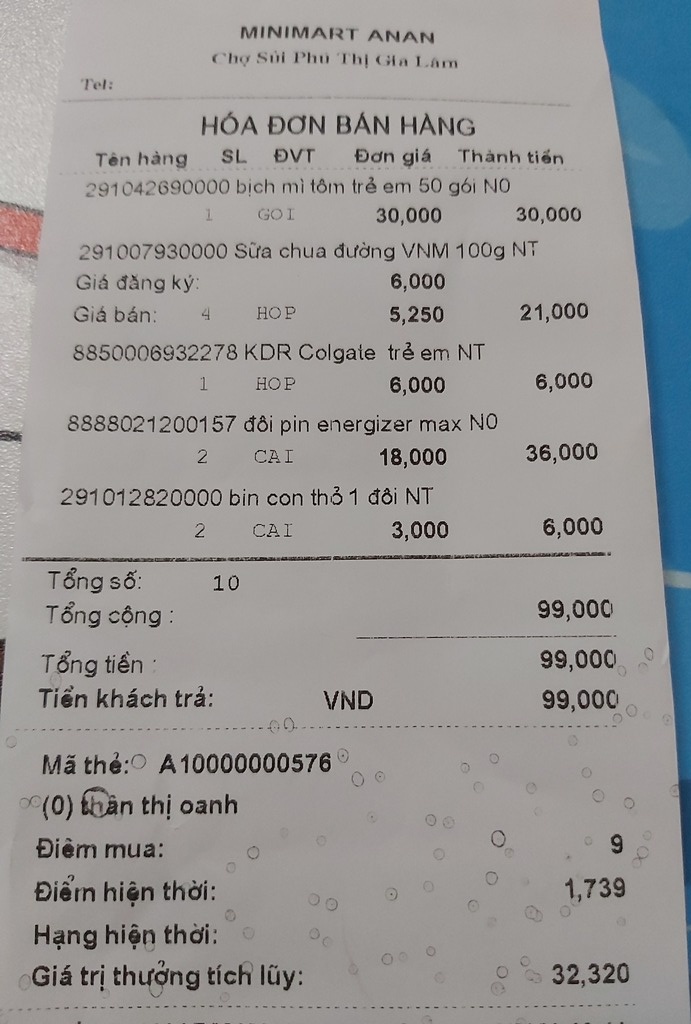 MINIMART ANAN
Chợ Sủi Phú Thị Gia Lâm
Tel:
HÓA ĐƠN BÁN HÀNG
Tên hàng SL ĐVT Đơn giá Thành tiền
291042690000 bịch mì tôm trẻ em 50 gói N0
1 GOI 30,000 30,000
291007930000 Sữa chua đường VNM 100g NT
Giá đăng ký: 6,000
Giá bán: 4 HOP 5,250 21,000
8850006932278 KDR Colgate trẻ em NT
1 HOP 6,000 6,000
8888021200157 đôi pin energizer max N0
2 CAI 18,000 36,000
291012820000 bin con thỏ 1 đôi NT
2 CAI 3,000 6,000
Tổng số: 10
Tổng cộng : 99,000
Tổng tiền : 99,000
Tiền khách trả: VND 99,000
Mã thẻ: A10000000576
(0) thân thị oanh
Điểm mua: 9
Điểm hiện thời: 1,739
Hạng hiện thời:
Giá trị thưởng tích lũy: 32,320